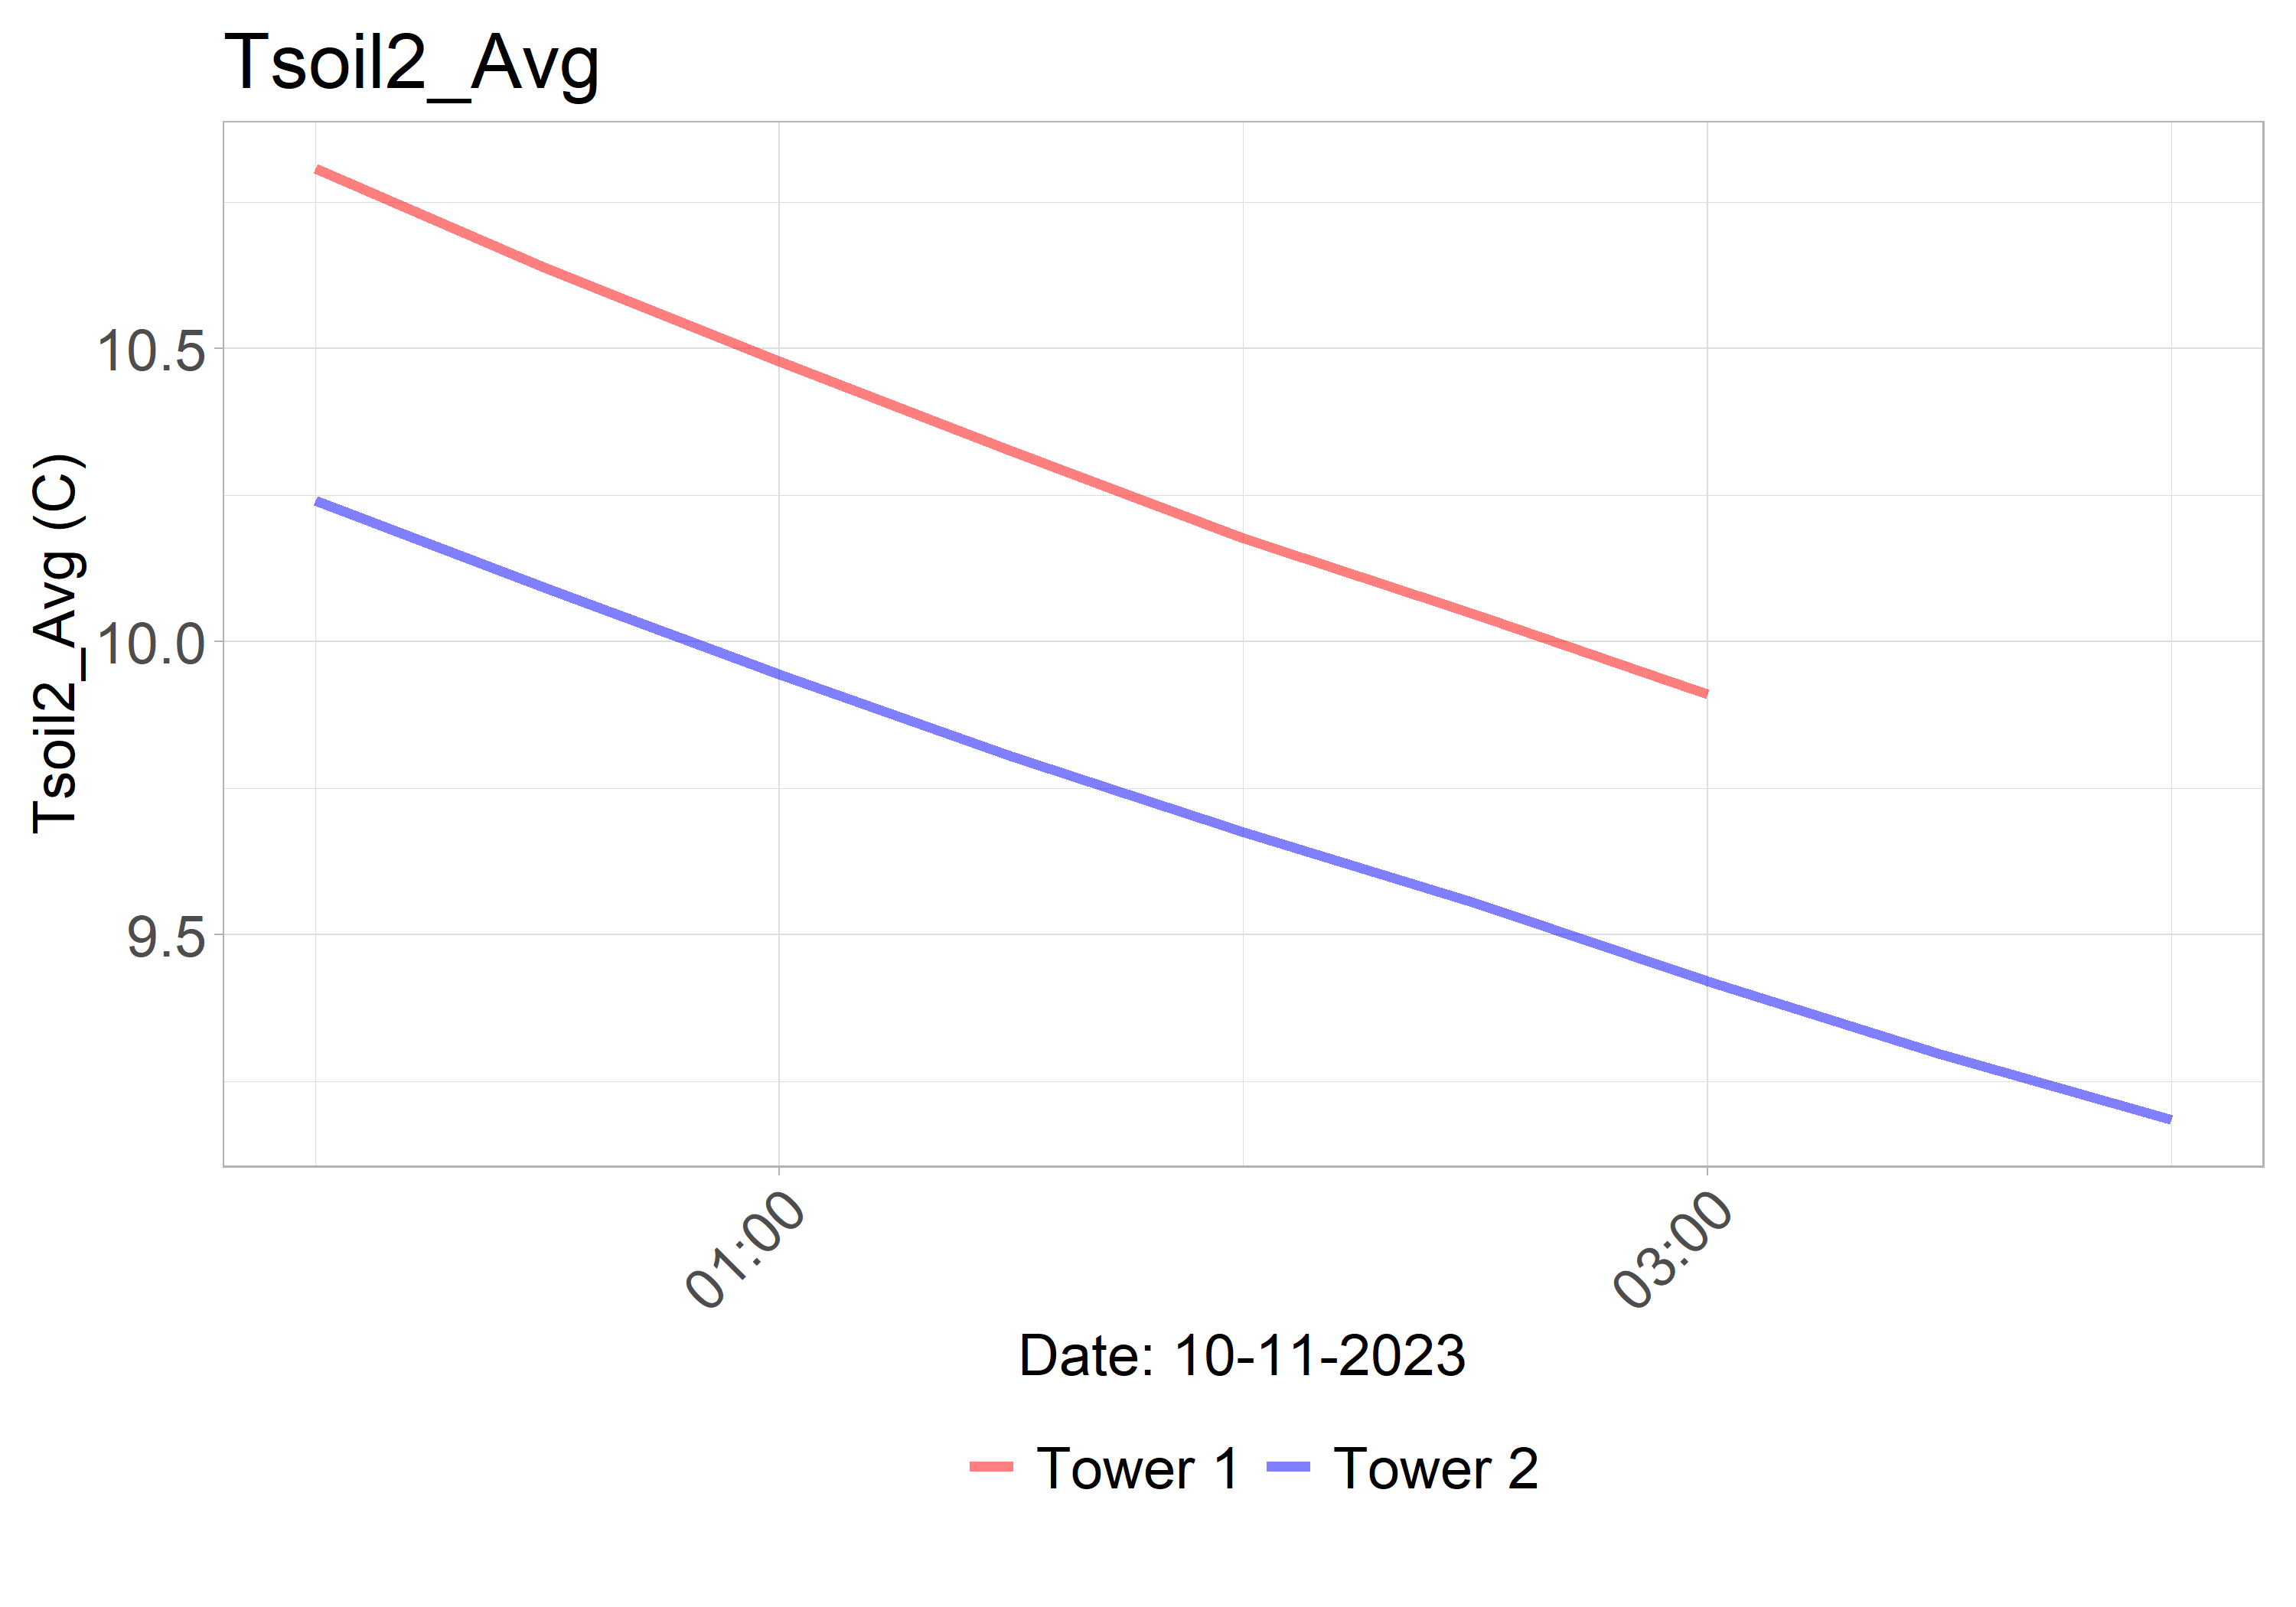 Tsoil2_Avg
Tsoil2_Avg (C)
10.5
10.0
9.5
01:00
03:00
Date: 10-11-2023
Tower 1
Tower 2